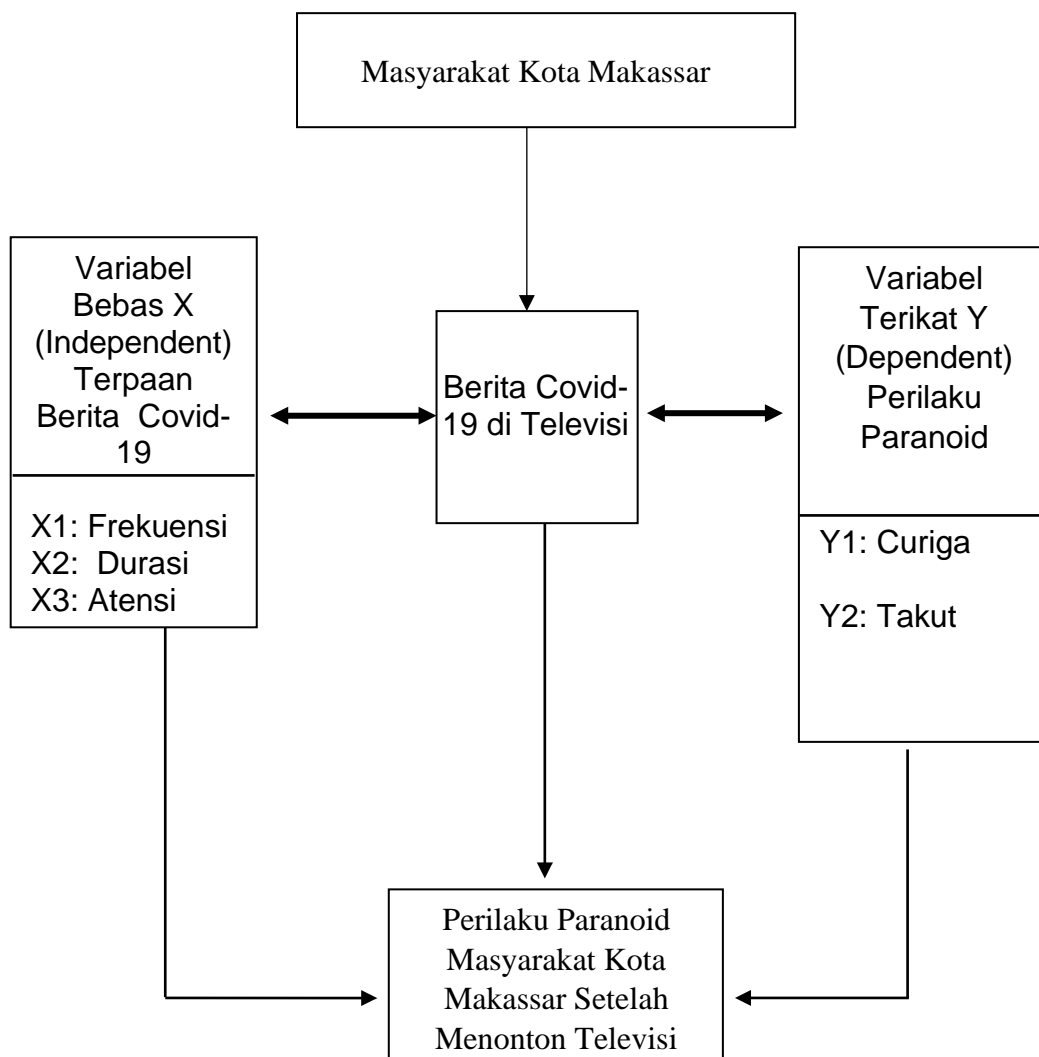 Masyarakat Kota Makassar
Variabel
Bebas X
(Independent)
Terpaan
Berita Covid-
19
X1: Frekuensi
X2: Durasi
X3: Atensi
Berita Covid-
19 di Televisi
Variabel
Terikat Y
(Dependent)
Perilaku
Paranoid
Y1: Curiga
Y2: Takut
Perilaku Paranoid
Masyarakat Kota
Makassar Setelah
Menonton Televisi